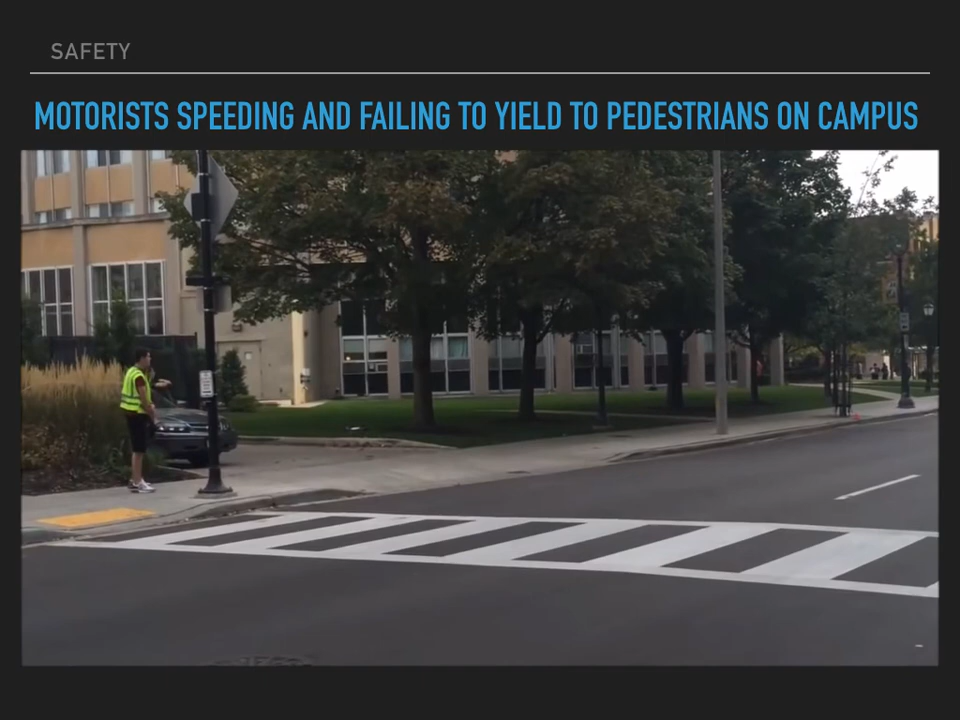 SAFETY
MOTORISTS SPEEDING AND FAILING TO YIELD TO PEDESTRIANS ON CAMPUS